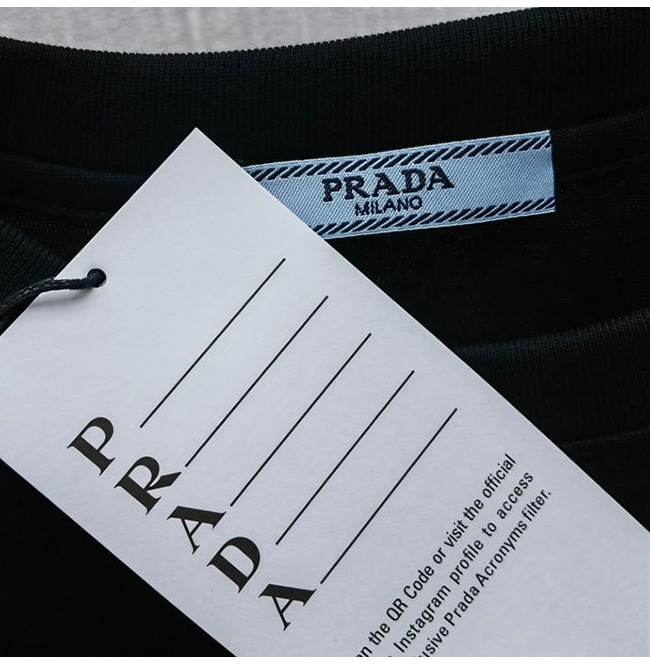 PRADA
MILANO
P
R
A
D
A
the QR Code or visit the official
Instagram profile to access
Prada Acronyms filter.